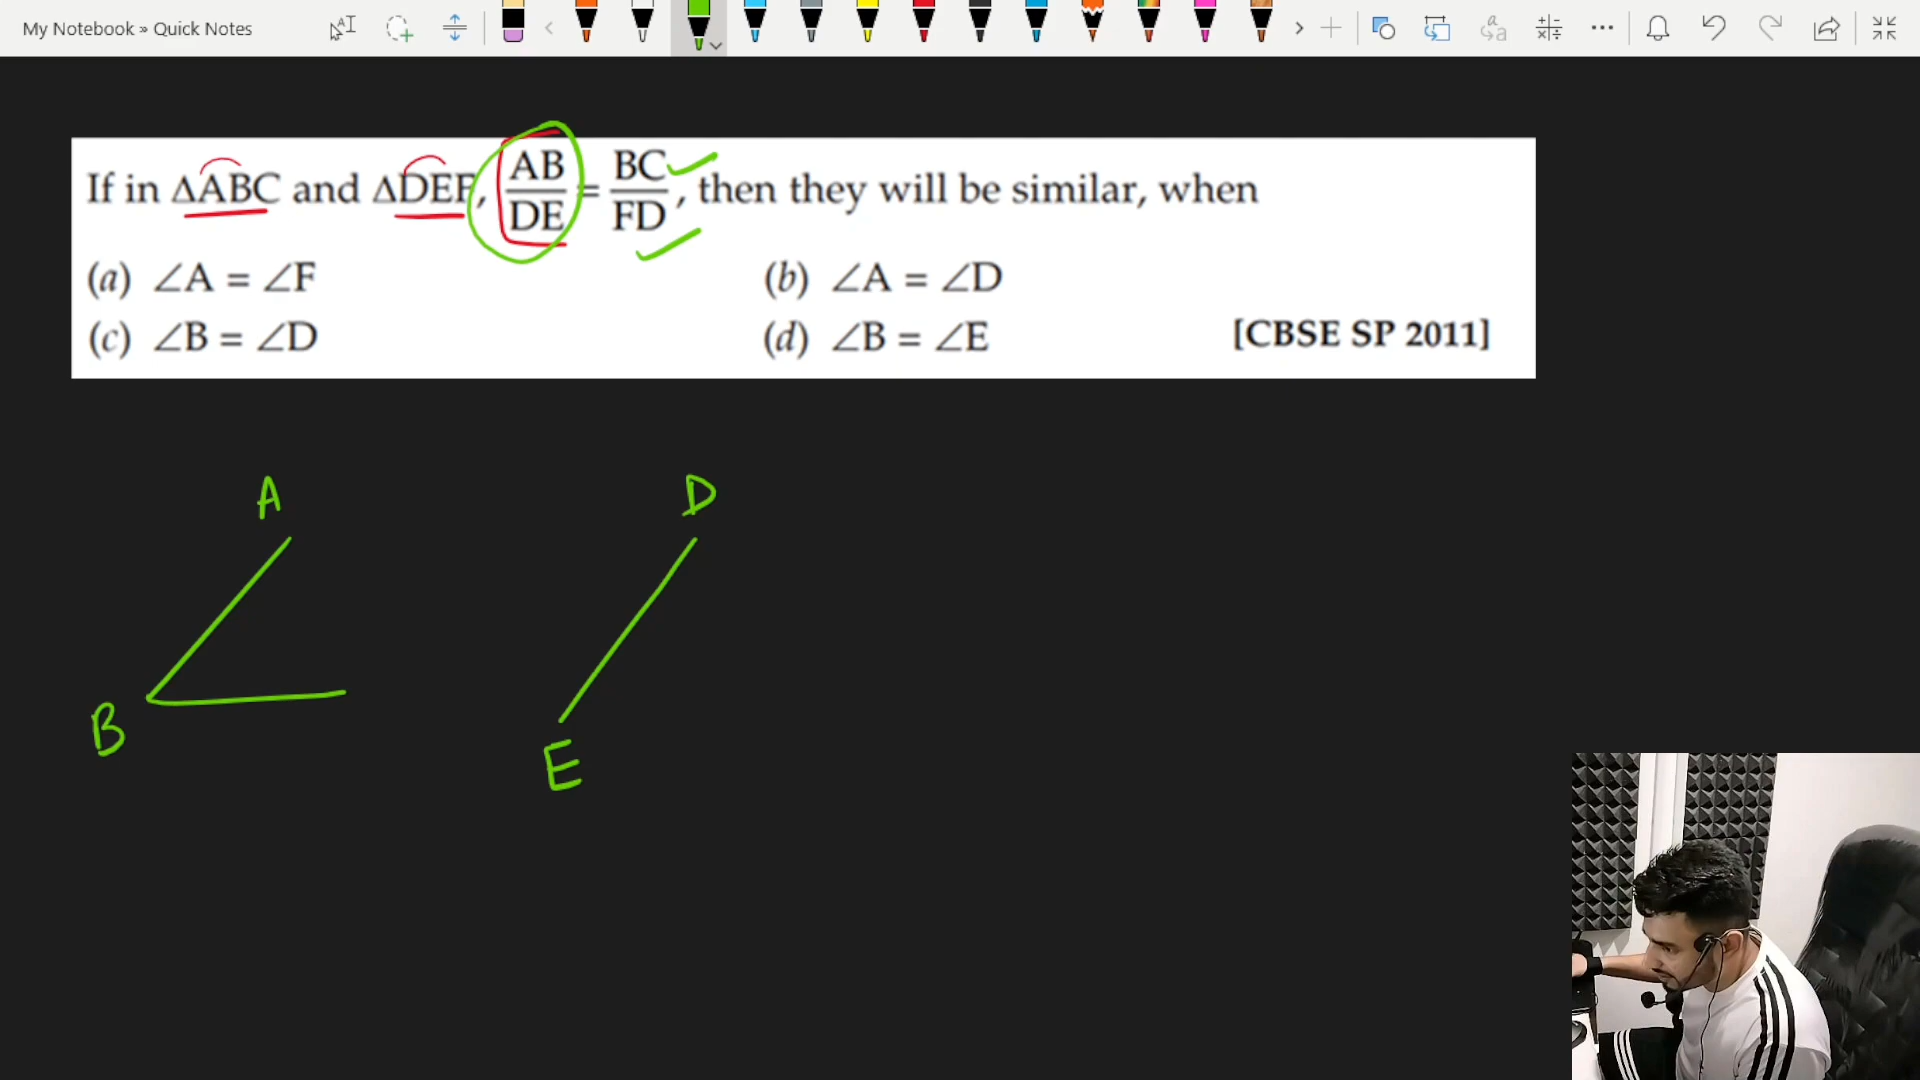 My Notebook » Quick Notes
If in ΔABC and ΔDEF, AB/DE = BC/FD, then they will be similar, when
(a) ∠A = ∠F (b) ∠A = ∠D
(c) ∠B = ∠D (d) ∠B = ∠E [CBSE SP 2011]
A D
B E